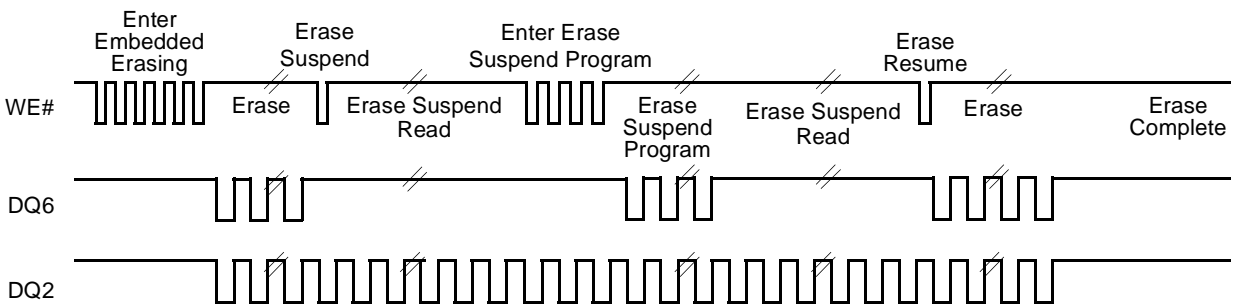 Enter
Embedded
Erasing
Erase
Suspend
Enter Erase
Suspend Program
Erase
Resume
WE#
Erase
Erase Suspend
Read
Erase
Suspend
Program
Erase Suspend
Read
Erase
Erase
Complete
DQ6
DQ2